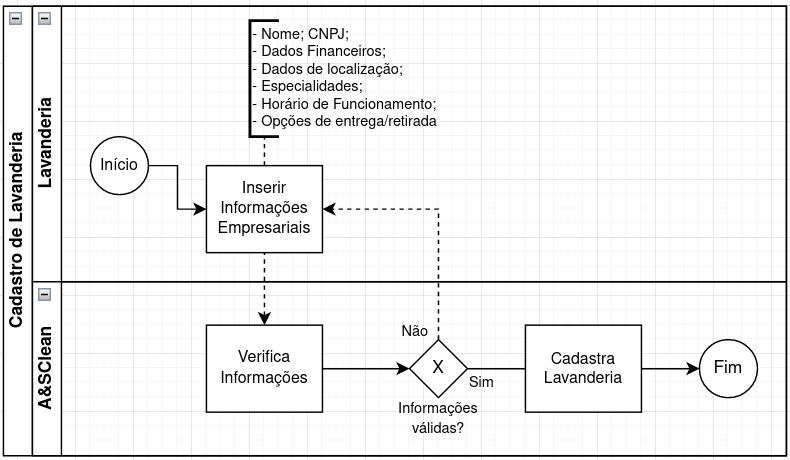 Cadastro de Lavanderia
Lavanderia
- Nome; CNPJ;
- Dados Financeiros;
- Dados de localização;
- Especialidades;
- Horário de Funcionamento;
- Opções de entrega/retirada
Início
Inserir
Informações
Empresariais
A&SClean
Verifica
Informações
Não
X
Sim
Informações
válidas?
Cadastra
Lavanderia
Fim